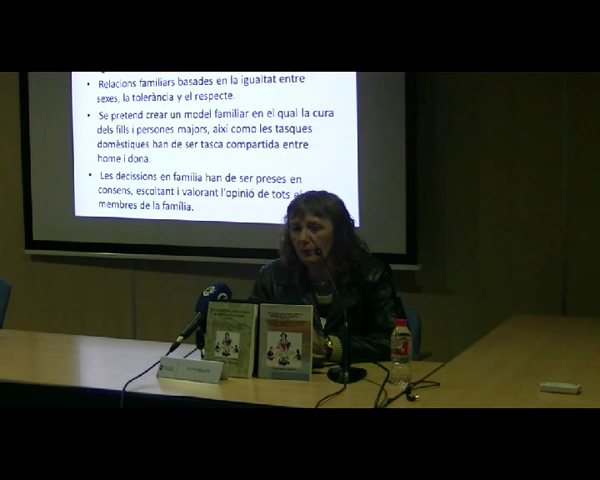 • Relacions familiars basades en la igualtat entre
sexes, la tolerància y el respecte.
• Se pretend crear un model familiar en el qual la cura
dels fills i persones majors, així como les tasques
domèstiques han de ser tasca compartida entre
home i dona.
• Les decissions en família han de ser preses en
consens, escoltant i valorant l'opinió de tots
membres de la família.